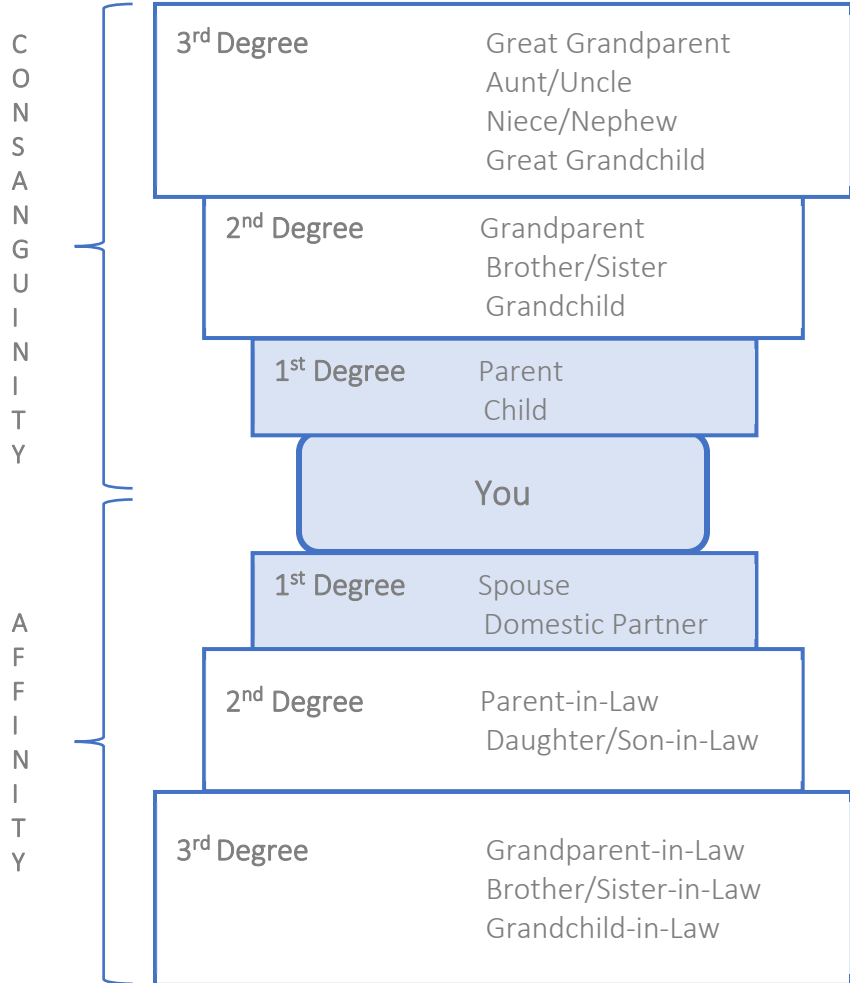 CONSANGUINITY
3rd Degree Great Grandparent
Aunt/Uncle
Niece/Nephew
Great Grandchild
2nd Degree Grandparent
Brother/Sister
Grandchild
1st Degree Parent
Child
You
AFFINITY
1st Degree Spouse
Domestic Partner
2nd Degree Parent-in-Law
Daughter/Son-in-Law
3rd Degree Grandparent-in-Law
Brother/Sister-in-Law
Grandchild-in-Law